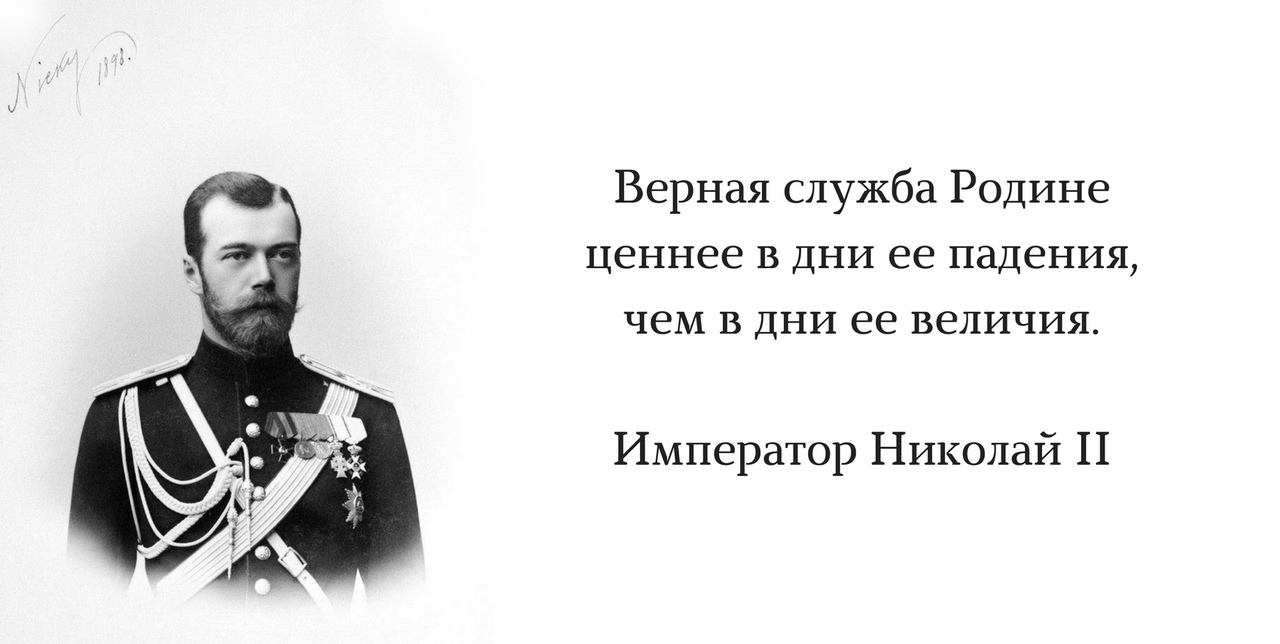 Nicky 1898.
Верная служба Родине
ценнее в дни ее падения,
чем в дни ее величия.
Император Николай II